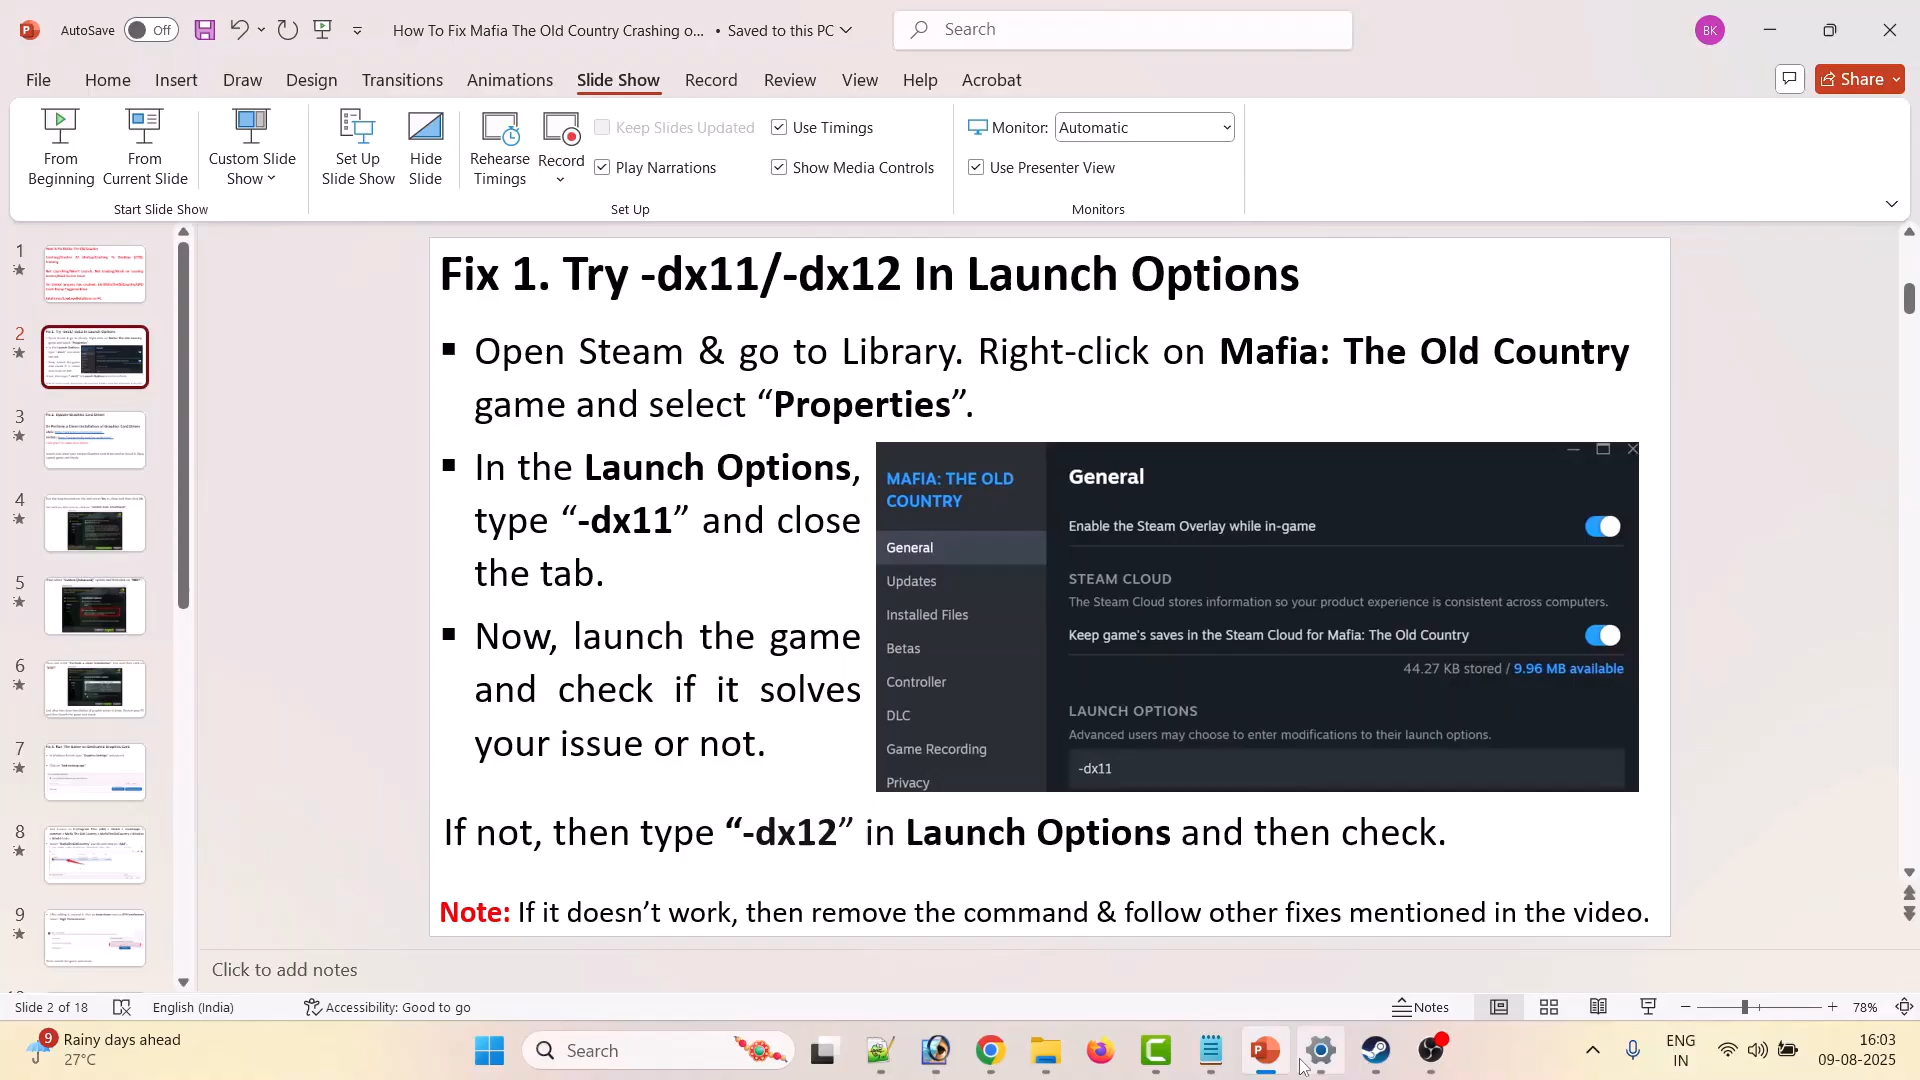 AutoSave Off How To Fix Mafia The Old Country Crashing o... • Saved to this PC Search BK
File Home Insert Draw Design Transitions Animations Slide Show Record Review View Help Acrobat Share
From Beginning
From Current Slide
Custom Slide Show
Set Up Slide Show
Hide Slide
Rehearse Timings
Record
Keep Slides Updated
Play Narrations
Use Timings
Show Media Controls
Monitor: Automatic
Use Presenter View
Start Slide Show Set Up Monitors
1
2
3
4
5
6
7
8
9
Fix 1. Try -dx11/-dx12 In Launch Options
▪ Open Steam & go to Library. Right-click on Mafia: The Old Country
game and select “Properties”.
▪ In the Launch Options,
type “-dx11” and close
the tab.
▪ Now, launch the game
and check if it solves
your issue or not.
MAFIA: THE OLD
COUNTRY
General
Updates
Installed Files
Betas
Controller
DLC
Game Recording
Privacy
General
Enable the Steam Overlay while in-game
STEAM CLOUD
The Steam Cloud stores information so your product experience is consistent across computers.
Keep game's saves in the Steam Cloud for Mafia: The Old Country
44.27 KB stored / 9.96 MB available
LAUNCH OPTIONS
Advanced users may choose to enter modifications to their launch options.
-dx11
If not, then type “-dx12” in Launch Options and then check.
Note: If it doesn’t work, then remove the command & follow other fixes mentioned in the video.
Click to add notes
Slide 2 of 18 English (India) Accessibility: Good to go Notes 78%
9 Rainy days ahead
27°C
Search
ENG
IN
16:03
09-08-2025